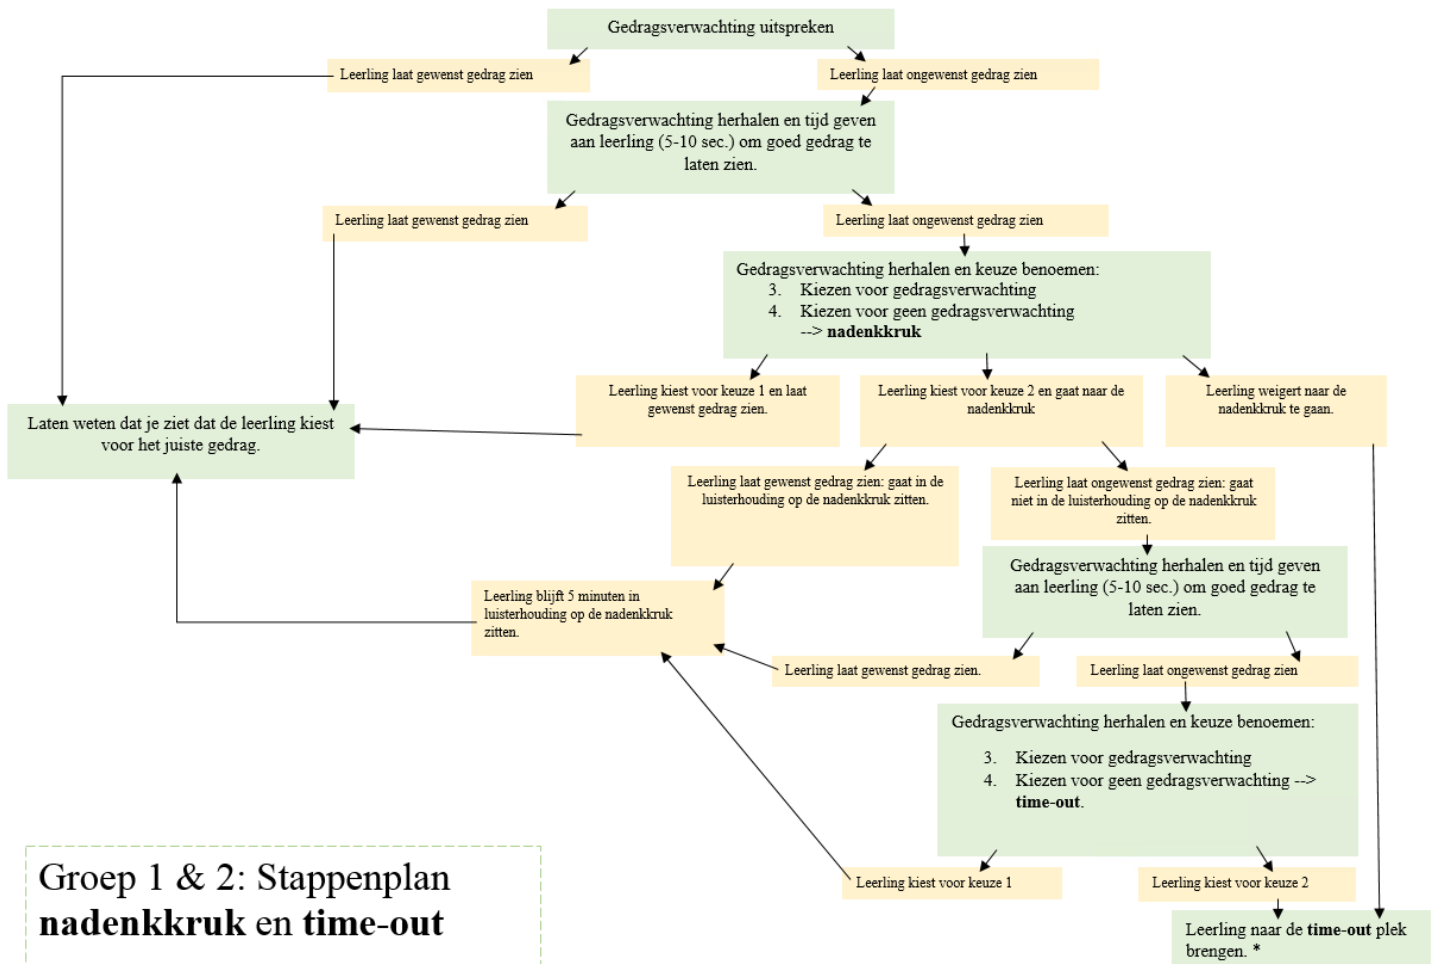 Gedragsverwachting uitspreken
Leerling laat gewenst gedrag zien
Leerling laat ongewenst gedrag zien
Gedragsverwachting herhalen en tijd geven
aan leerling (5-10 sec.) om goed gedrag te
laten zien.
Leerling laat gewenst gedrag zien
Leerling laat ongewenst gedrag zien
Gedragsverwachting herhalen en keuze benoemen:
3. Kiezen voor gedragsverwachting
4. Kiezen voor geen gedragsverwachting
--> nadenkkruk
Leerling kiest voor keuze 1 en laat
gewenst gedrag zien.
Leerling kiest voor keuze 2 en gaat naar de
nadenkkruk
Leerling weigert naar de
nadenkkruk te gaan.
Laten weten dat je ziet dat de leerling kiest
voor het juiste gedrag.
Leerling laat gewenst gedrag zien: gaat in de
luisterhouding op de nadenkkruk zitten.
Leerling laat ongewenst gedrag zien: gaat
niet in de luisterhouding op de nadenkkruk
zitten.
Gedragsverwachting herhalen en tijd geven
aan leerling (5-10 sec.) om goed gedrag te
laten zien.
Leerling blijft 5 minuten in
luisterhouding op de nadenkkruk
zitten.
Leerling laat gewenst gedrag zien.
Leerling laat ongewenst gedrag zien
Gedragsverwachting herhalen en keuze benoemen:
3. Kiezen voor gedragsverwachting
4. Kiezen voor geen gedragsverwachting -->
time-out.
Leerling kiest voor keuze 1
Leerling kiest voor keuze 2
Leerling naar de time-out plek
brengen. *
Groep 1 & 2: Stappenplan
nadenkkruk en time-out